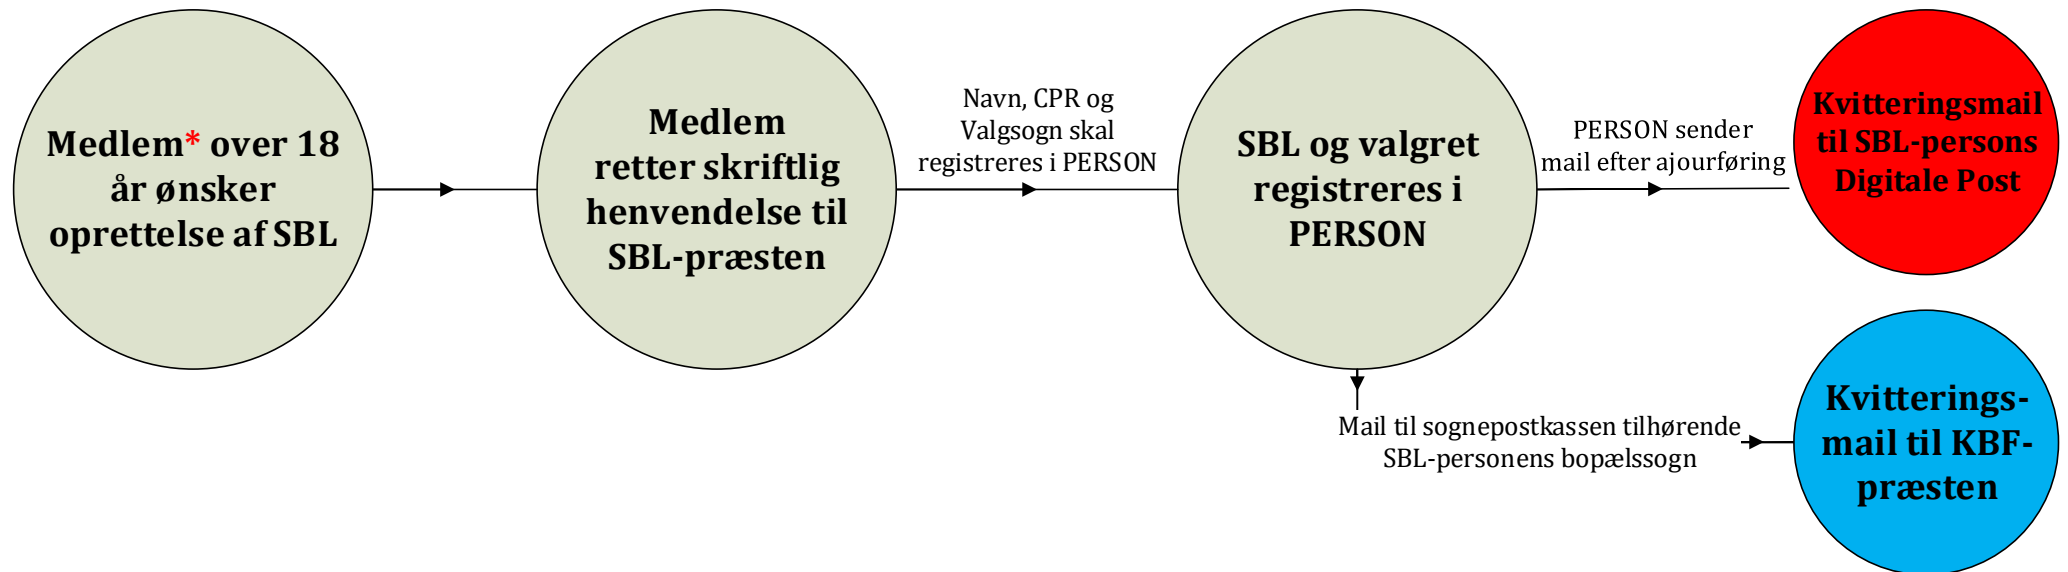 Medlem* over 18
år ønsker
oprettelse af SBL
Medlem
retter skriftlig
henvendelse til
SBL-præsten
Navn, CPR og
Valgsogn skal
registreres i PERSON
SBL og valgret
registreres i
PERSON
PERSON sender
mail efter ajourføring
Kvitteringsmail
til SBL-persons
Digitale Post
Mail til sognepostkassen tilhørende
SBL-personens bopælssogn
Kvitterings-
mail til KBF-
præsten